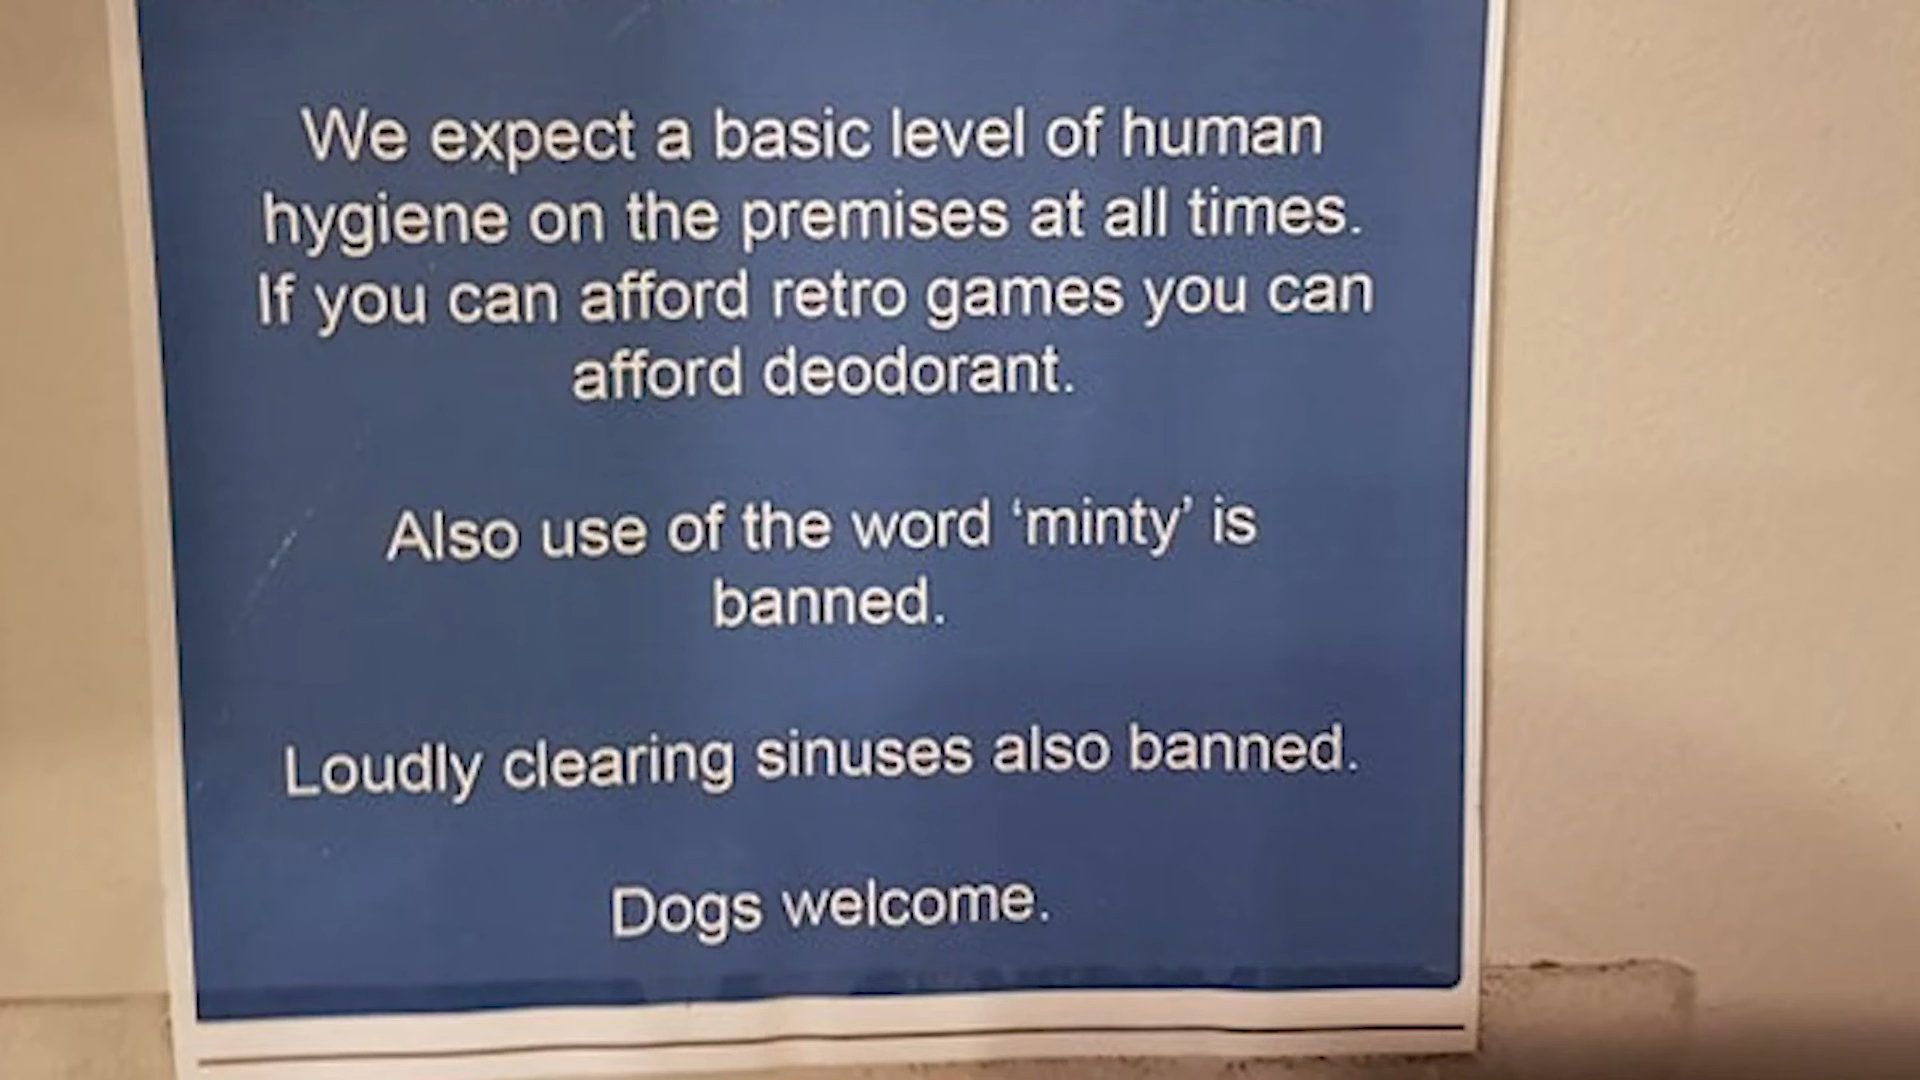 We expect a basic level of human
hygiene on the premises at all times.
If you can afford retro games you can
afford deodorant.
Also use of the word ‘minty’ is
banned.
Loudly clearing sinuses also banned.
Dogs welcome.